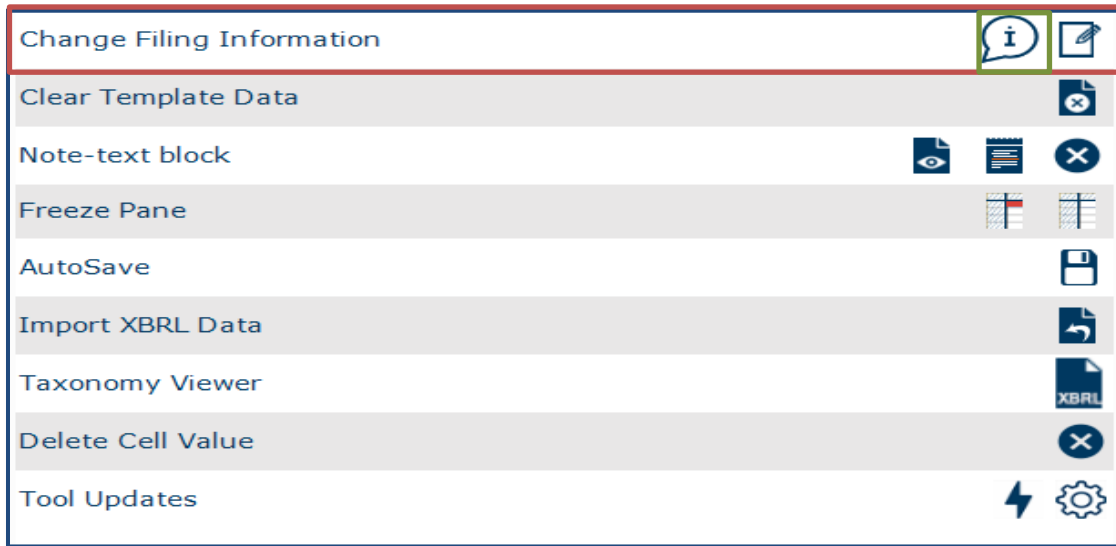 Change Filing Information
Clear Template Data
Note-text block
Freeze Pane
AutoSave
Import XBRL Data
Taxonomy Viewer
XBRL
Delete Cell Value
Tool Updates